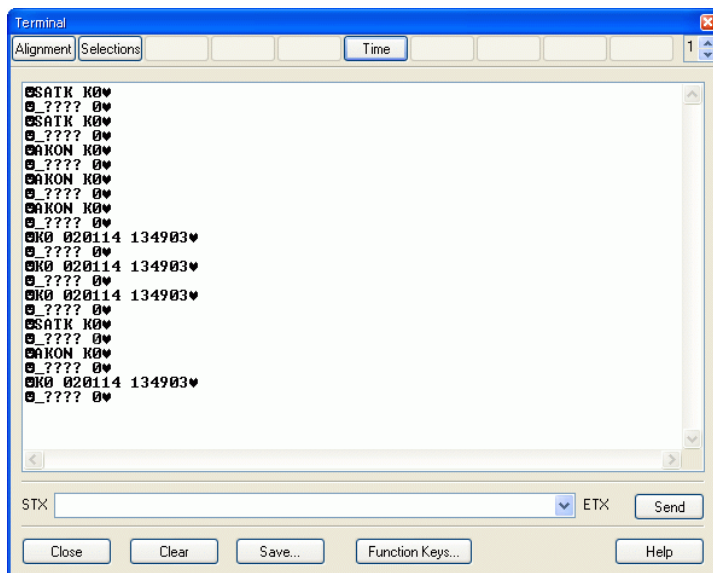 Terminal
Alignment Selections Time 1
☻SATK K0♥
☻_???? 0♥
☻SATK K0♥
☻_???? 0♥
☻AKON K0♥
☻_???? 0♥
☻AKON K0♥
☻_???? 0♥
☻AKON K0♥
☻_???? 0♥
☻K0 020114 134903♥
☻_???? 0♥
☻K0 020114 134903♥
☻_???? 0♥
☻K0 020114 134903♥
☻_???? 0♥
☻SATK K0♥
☻_???? 0♥
☻AKON K0♥
☻_???? 0♥
☻K0 020114 134903♥
☻_???? 0♥
STX ETX Send
Close Clear Save... Function Keys... Help